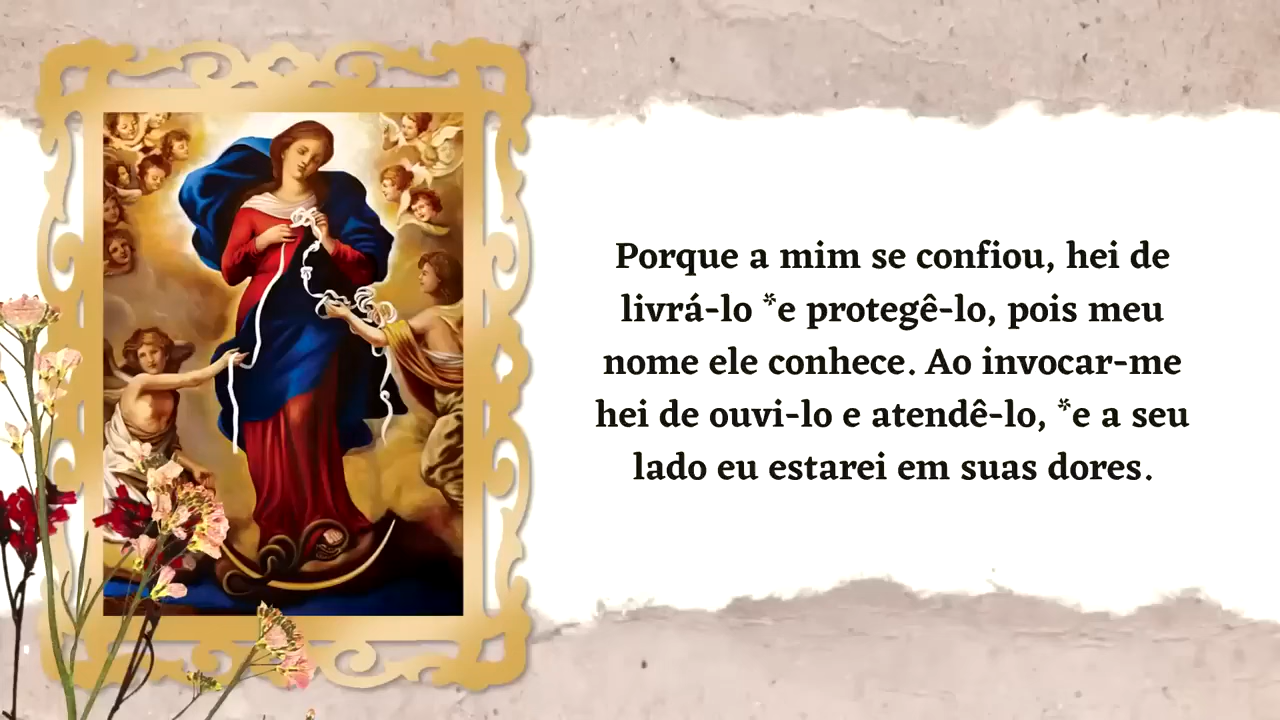 Porque a mim se confiou, hei de
livrá-lo *e protegê-lo, pois meu
nome ele conhece. Ao invocar-me
hei de ouvi-lo e atendê-lo, *e a seu
lado eu estarei em suas dores.